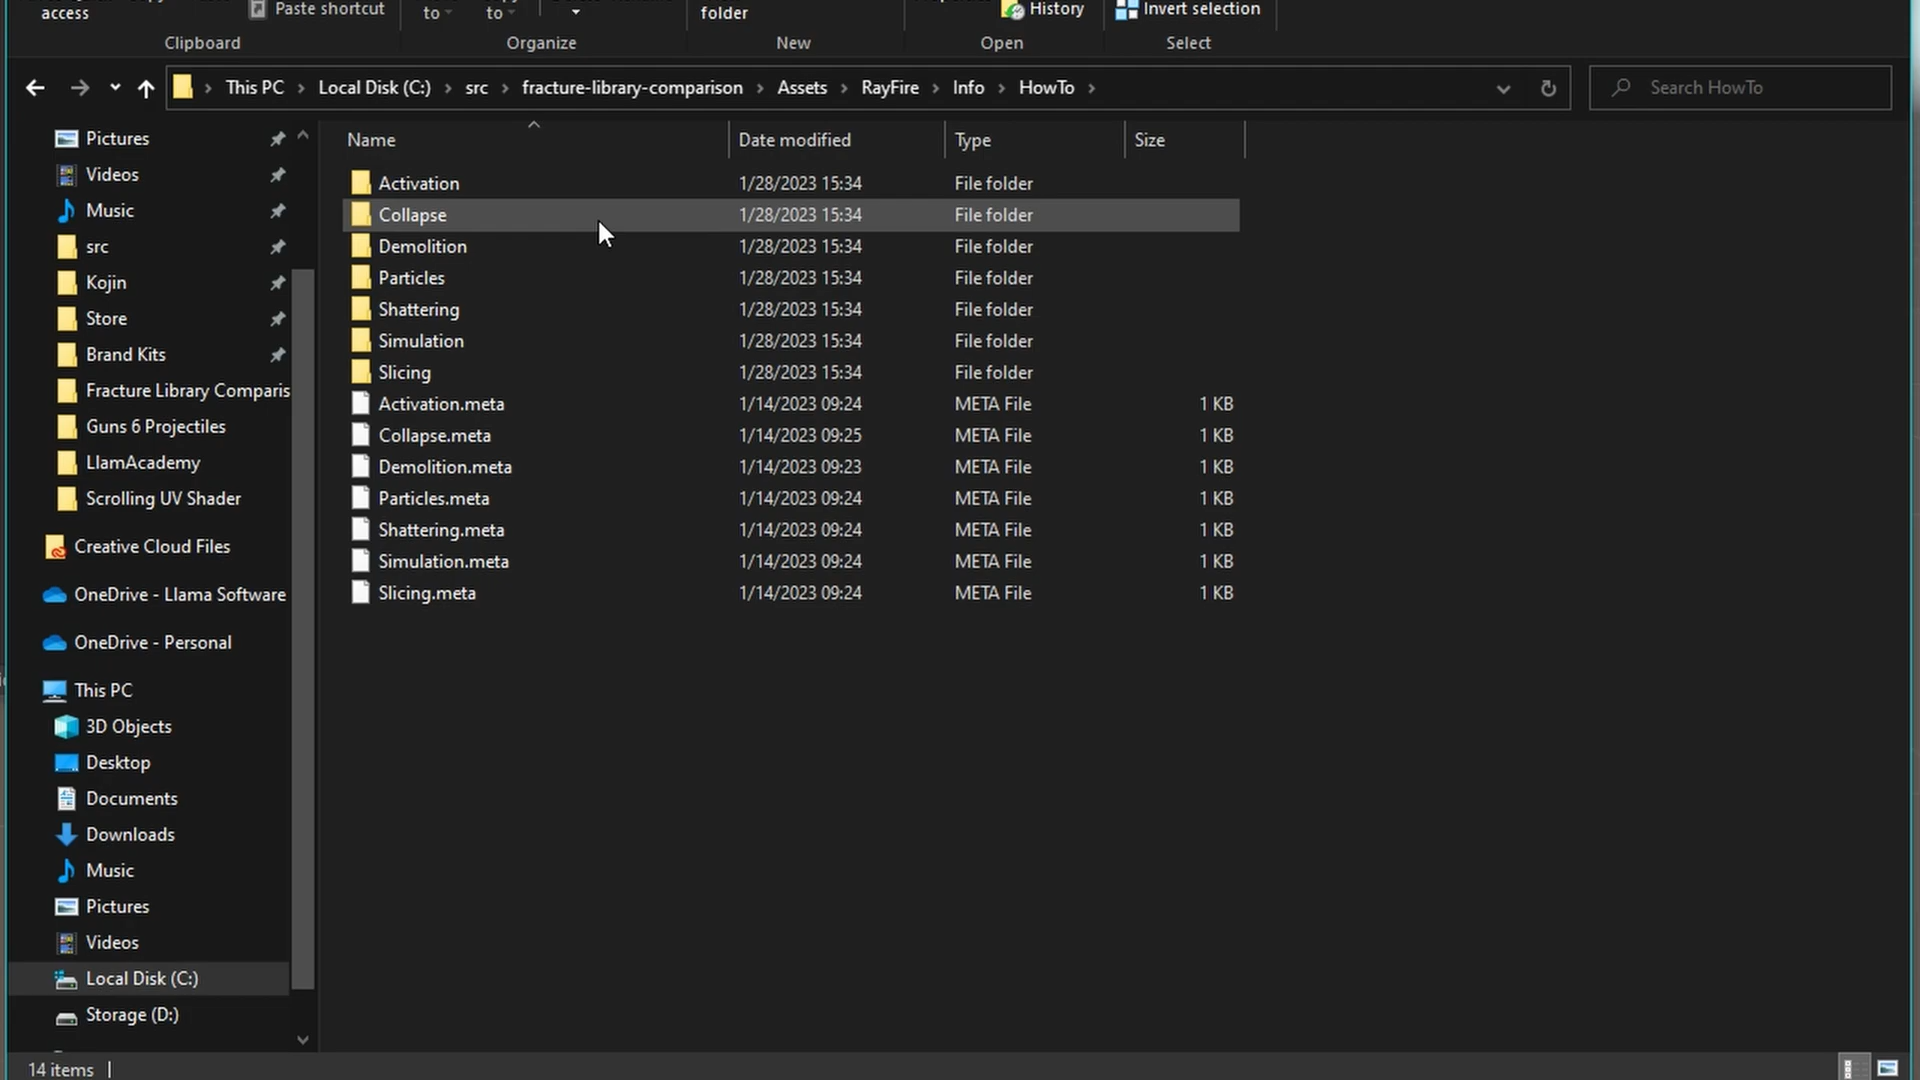 access
Paste shortcut
to
to
folder
History
Invert selection
Clipboard
Organize
New
Open
Select
This PC
Local Disk (C:)
src
fracture-library-comparison
Assets
RayFire
Info
HowTo
Search HowTo
Name
Date modified
Type
Size
Pictures
Videos
Music
src
Kojin
Store
Brand Kits
Fracture Library Comparis
Guns 6 Projectiles
LlamAcademy
Scrolling UV Shader
Creative Cloud Files
OneDrive - Llama Software
OneDrive - Personal
This PC
3D Objects
Desktop
Documents
Downloads
Music
Pictures
Videos
Local Disk (C:)
Storage (D:)
Activation 1/28/2023 15:34 File folder
Collapse 1/28/2023 15:34 File folder
Demolition 1/28/2023 15:34 File folder
Particles 1/28/2023 15:34 File folder
Shattering 1/28/2023 15:34 File folder
Simulation 1/28/2023 15:34 File folder
Slicing 1/28/2023 15:34 File folder
Activation.meta 1/14/2023 09:24 META File 1 KB
Collapse.meta 1/14/2023 09:25 META File 1 KB
Demolition.meta 1/14/2023 09:23 META File 1 KB
Particles.meta 1/14/2023 09:24 META File 1 KB
Shattering.meta 1/14/2023 09:24 META File 1 KB
Simulation.meta 1/14/2023 09:24 META File 1 KB
Slicing.meta 1/14/2023 09:24 META File 1 KB
14 items